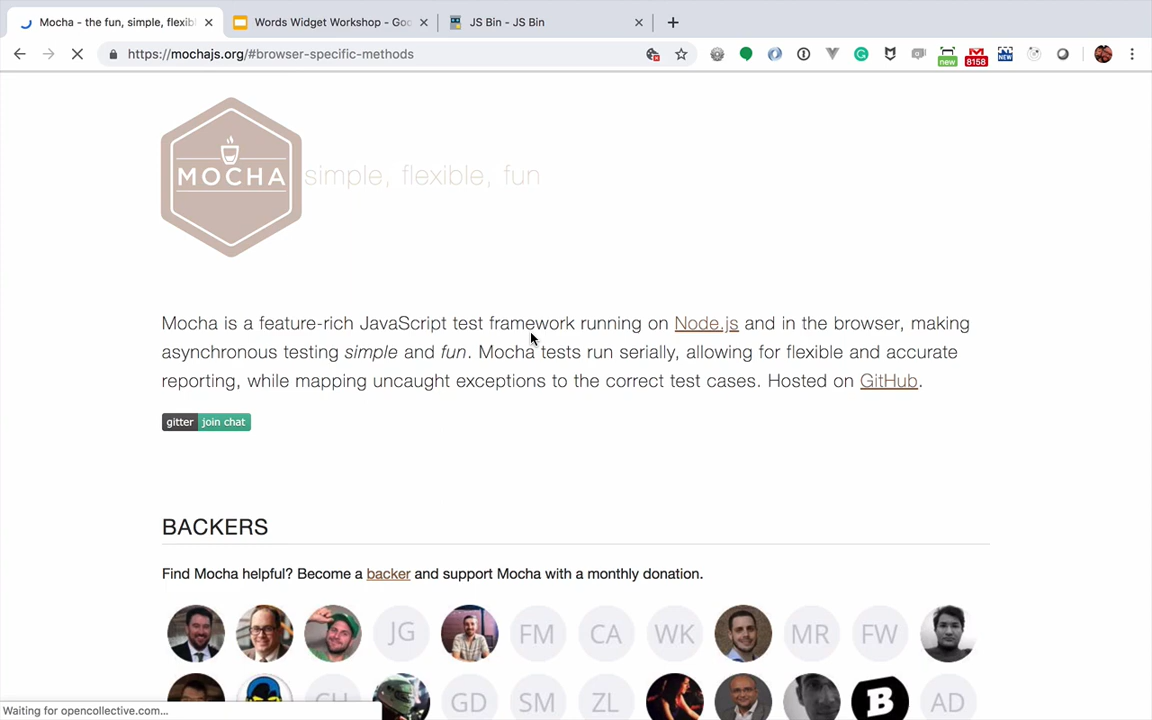 Mocha - the fun, simple, flexib
Words Widget Workshop - Goo
JS Bin - JS Bin
https://mochajs.org/#browser-specific-methods
new
8158
NEW
MOCHA
simple, flexible, fun
Mocha is a feature-rich JavaScript test framework running on Node.js and in the browser, making
asynchronous testing simple and fun. Mocha tests run serially, allowing for flexible and accurate
reporting, while mapping uncaught exceptions to the correct test cases. Hosted on GitHub.
gitter join chat
BACKERS
Find Mocha helpful? Become a backer and support Mocha with a monthly donation.
JG FM CA WK MR FW
GD SM ZL B AD
Waiting for opencollective.com...